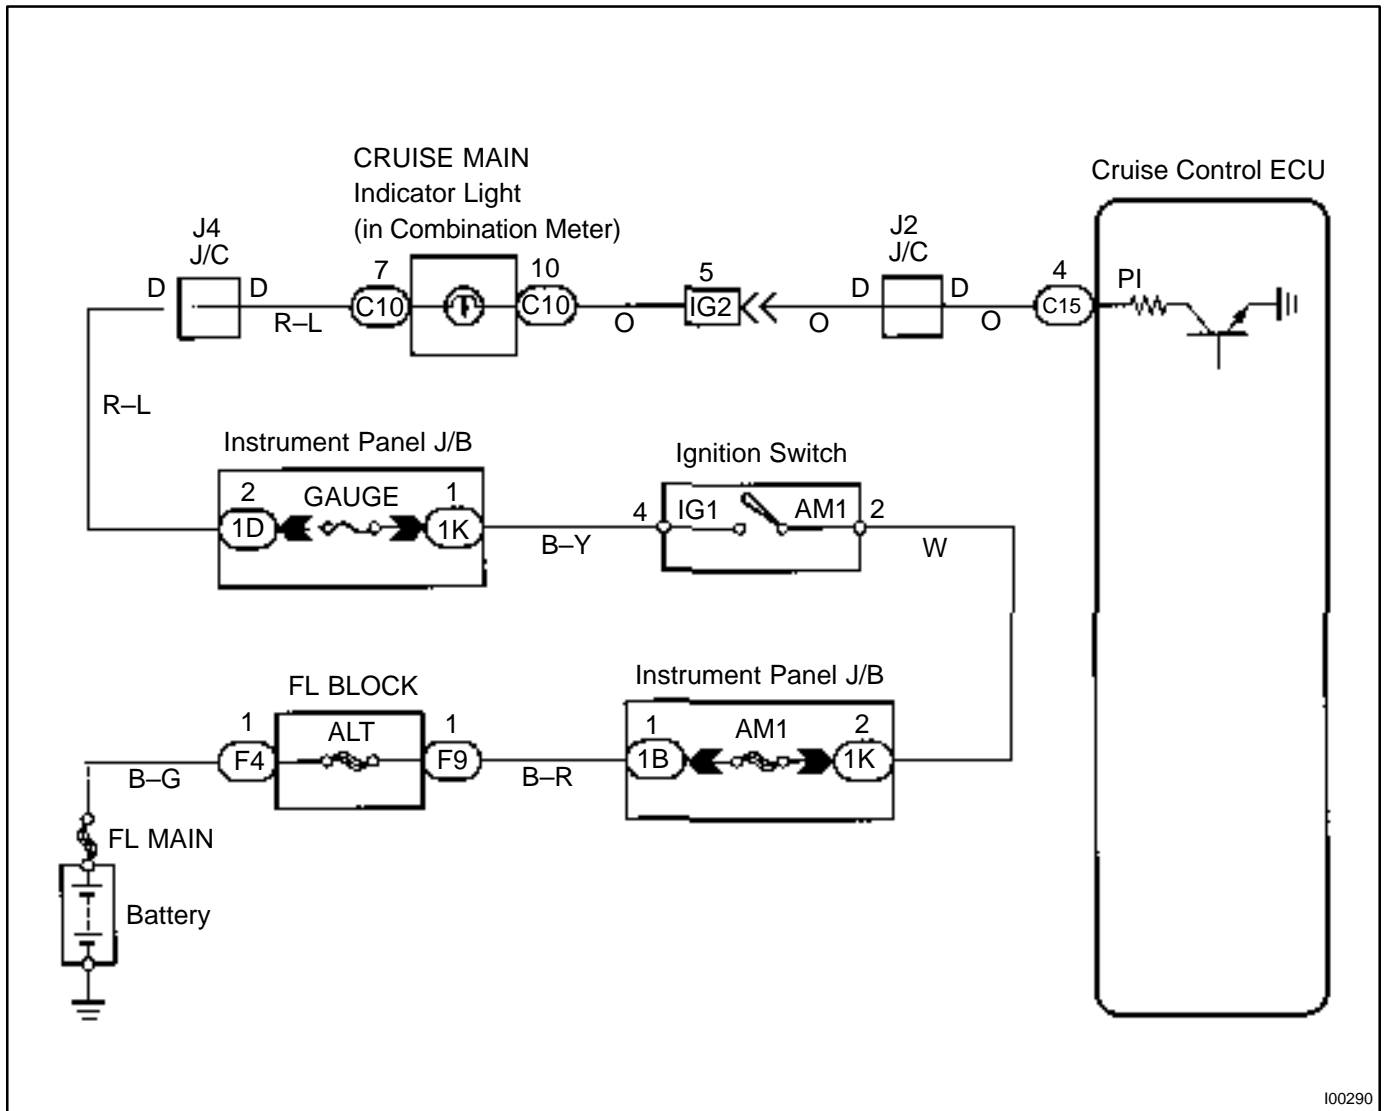 CRUISE MAIN
Indicator Light
(in Combination Meter)
Cruise Control ECU
J4
J/C
7
10
5
J2
J/C
4
PI
D
D
R–L
C10
C10
O
IG2
O
D
D
O
C15
R–L
Instrument Panel J/B
Ignition Switch
2
GAUGE
1
1D
1K
B–Y
4
IG1
AM1
2
W
FL BLOCK
Instrument Panel J/B
1
ALT
1
1
AM1
2
F4
F9
1B
1K
B–G
B–R
FL MAIN
Battery
I00290